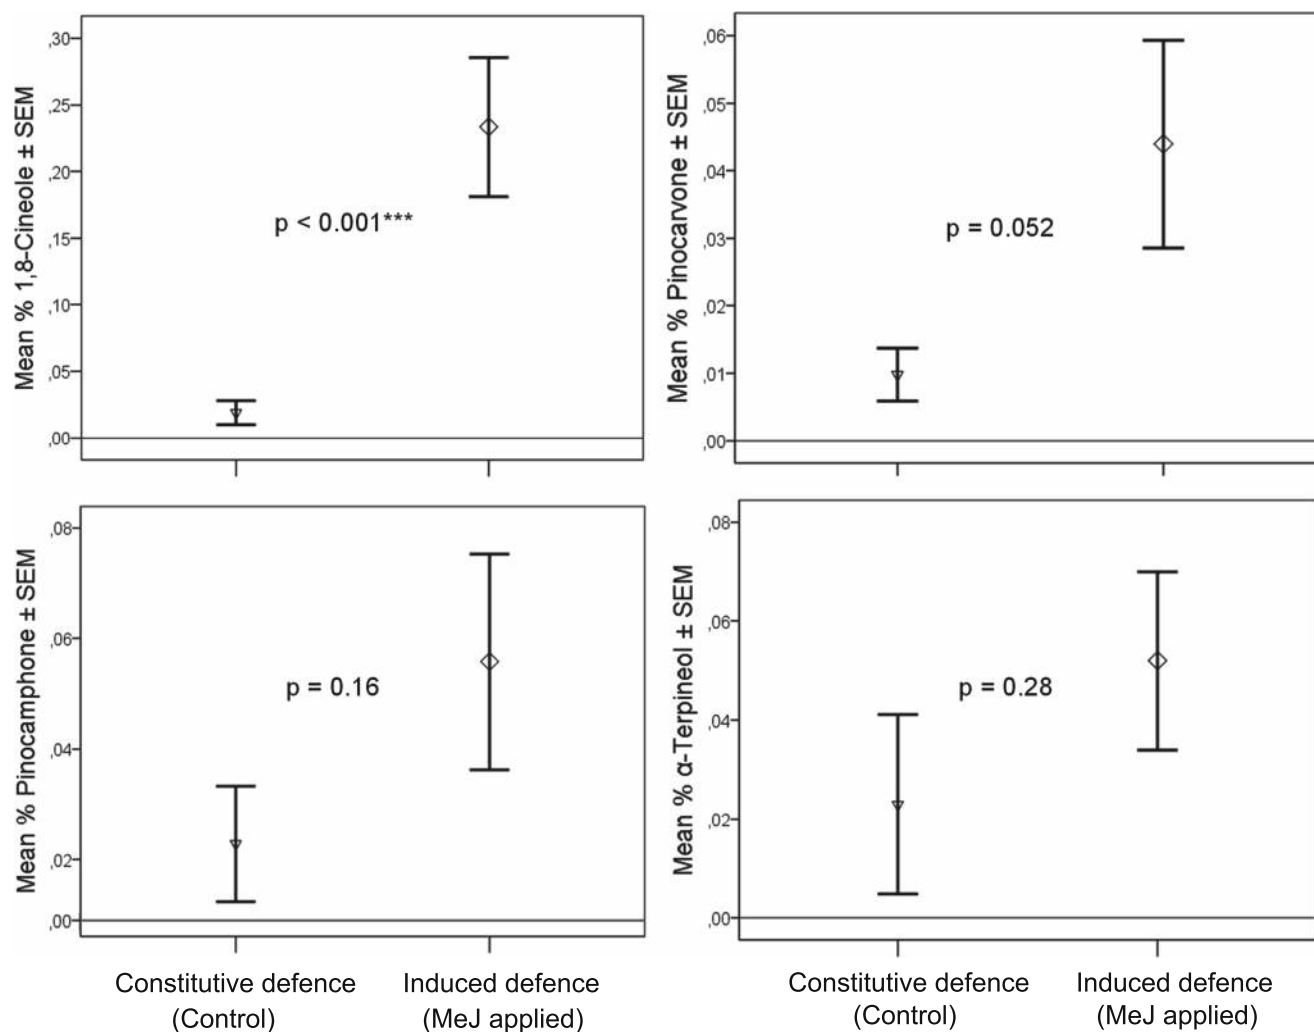 Mean % 1,8-Cineole ± SEM
,30
,25
,20
,15
,10
,05
,00
p < 0.001***
Mean % Pinocarvone ± SEM
,06
,05
,04
,03
,02
,01
,00
p = 0.052
Mean % Pinocamphone ± SEM
,08
,06
,04
,02
,00
p = 0.16
Constitutive defence
(Control)
Induced defence
(MeJ applied)
Mean % α-Terpineol ± SEM
,08
,06
,04
,02
,00
p = 0.28
Constitutive defence
(Control)
Induced defence
(MeJ applied)